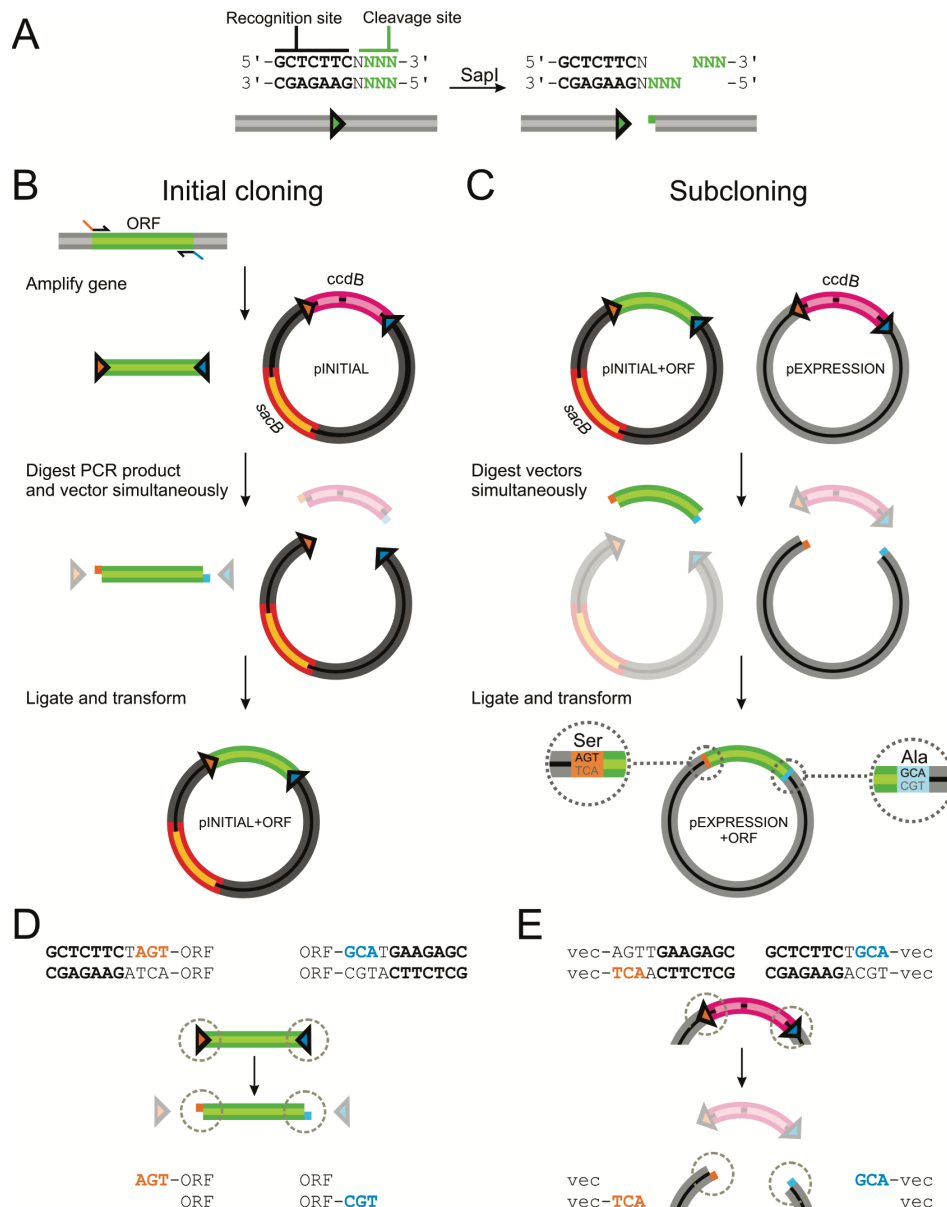 A
Recognition site Cleavage site
5'-GCTCTTCNNNN-3' 5'-GCTCTTCN NNN-3'
SapI
3'-CGAGAAGNNNN-5' 3'-CGAGAAGNNNN -5'
B Initial cloning
ORF
Amplify gene
ccdB
pINITIAL
sacB
Digest PCR product
and vector simultaneously
Ligate and transform
pINITIAL+ORF
C Subcloning
ccdB
pINITIAL+ORF
pEXPRESSION
sacB
Digest vectors
simultaneously
Ligate and transform
Ser
AGT
TCA
Ala
GCA
CGT
pEXPRESSION
+ORF
D
GCTCTTCTAGT-ORF ORF-GCATGAAGAGC
CGAGAAGATCA-ORF ORF-CGTACTTCTCG
AGT-ORF ORF
ORF ORF-CGT
E
vec-AGTTGAAGAGC GCTCTTCTGCA-vec
vec-TCAACTTCTCG CGAGAAGACGT-vec
vec GCA-vec
vec-TCA vec